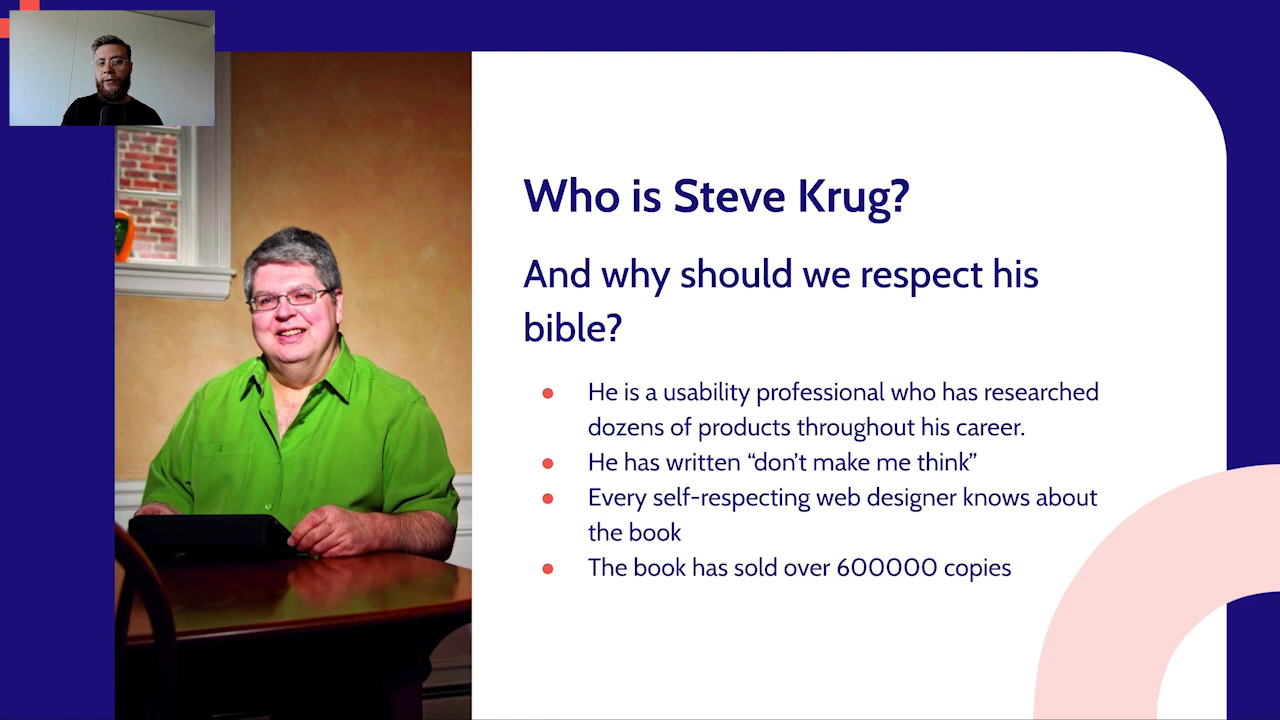 Who is Steve Krug?
And why should we respect his
bible?
● He is a usability professional who has researched
dozens of products throughout his career.
● He has written “don’t make me think”
● Every self-respecting web designer knows about
the book
● The book has sold over 600000 copies